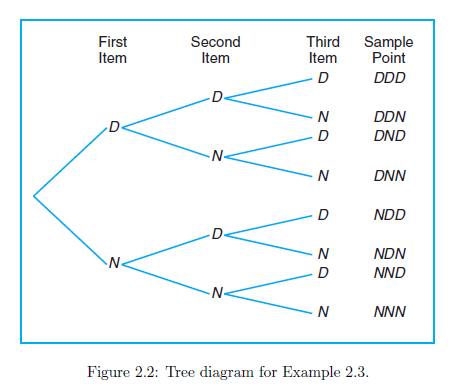 First Second Third Sample
Item Item Item Point
D DDD
D
N DDN
D D DND
N
N DNN
D NDD
D
N N NDN
D NND
N
N NNN
Figure 2.2: Tree diagram for Example 2.3.